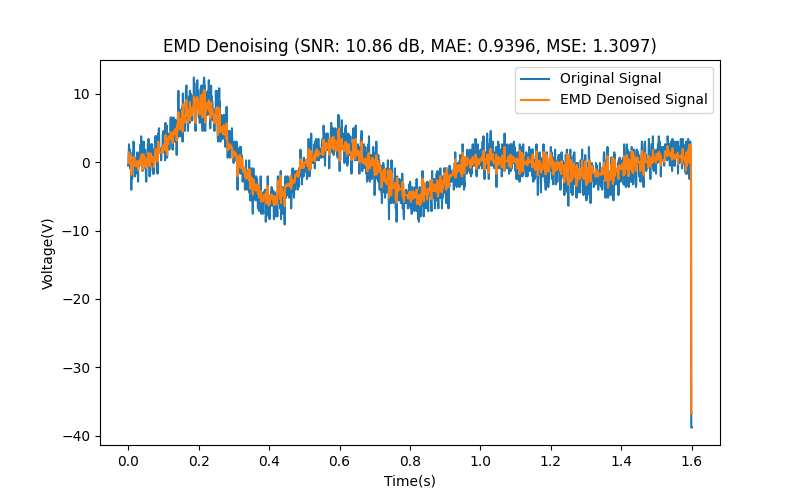 EMD Denoising (SNR: 10.86 dB, MAE: 0.9396, MSE: 1.3097)
Original Signal
EMD Denoised Signal
10
0
−10
−20
−30
−40
Voltage(V)
0.0 0.2 0.4 0.6 0.8 1.0 1.2 1.4 1.6
Time(s)